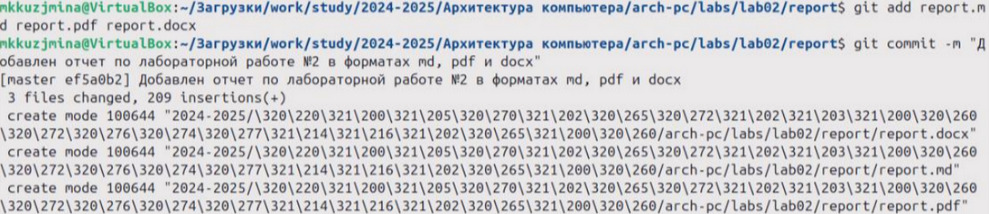 mkkuzjmina@VirtualBox:~/Загрузки/work/study/2024-2025/Архитектура компьютера/arch-pc/labs/lab02/report$ git add report.m
d report.pdf report.docx
mkkuzjmina@VirtualBox:~/Загрузки/work/study/2024-2025/Архитектура компьютера/arch-pc/labs/lab02/report$ git commit -m "Д
обавлен отчет по лабораторной работе №2 в форматах md, pdf и docx"
[master ef5a0b2] Добавлен отчет по лабораторной работе №2 в форматах md, pdf и docx
 3 files changed, 209 insertions(+)
 create mode 100644 "2024-2025/\320\220\321\200\321\205\320\270\321\202\320\265\320\272\321\202\321\203\321\200\320\260
\320\272\320\276\320\274\320\277\321\214\321\216\321\202\320\265\321\200\320\260/arch-pc/labs/lab02/report/report.docx"
 create mode 100644 "2024-2025/\320\220\321\200\321\205\320\270\321\202\320\265\320\272\321\202\321\203\321\200\320\260
\320\272\320\276\320\274\320\277\321\214\321\216\321\202\320\265\321\200\320\260/arch-pc/labs/lab02/report/report.md"
 create mode 100644 "2024-2025/\320\220\321\200\321\205\320\270\321\202\320\265\320\272\321\202\321\203\321\200\320\260
\320\272\320\276\320\274\320\277\321\214\321\216\321\202\320\265\321\200\320\260/arch-pc/labs/lab02/report/report.pdf"